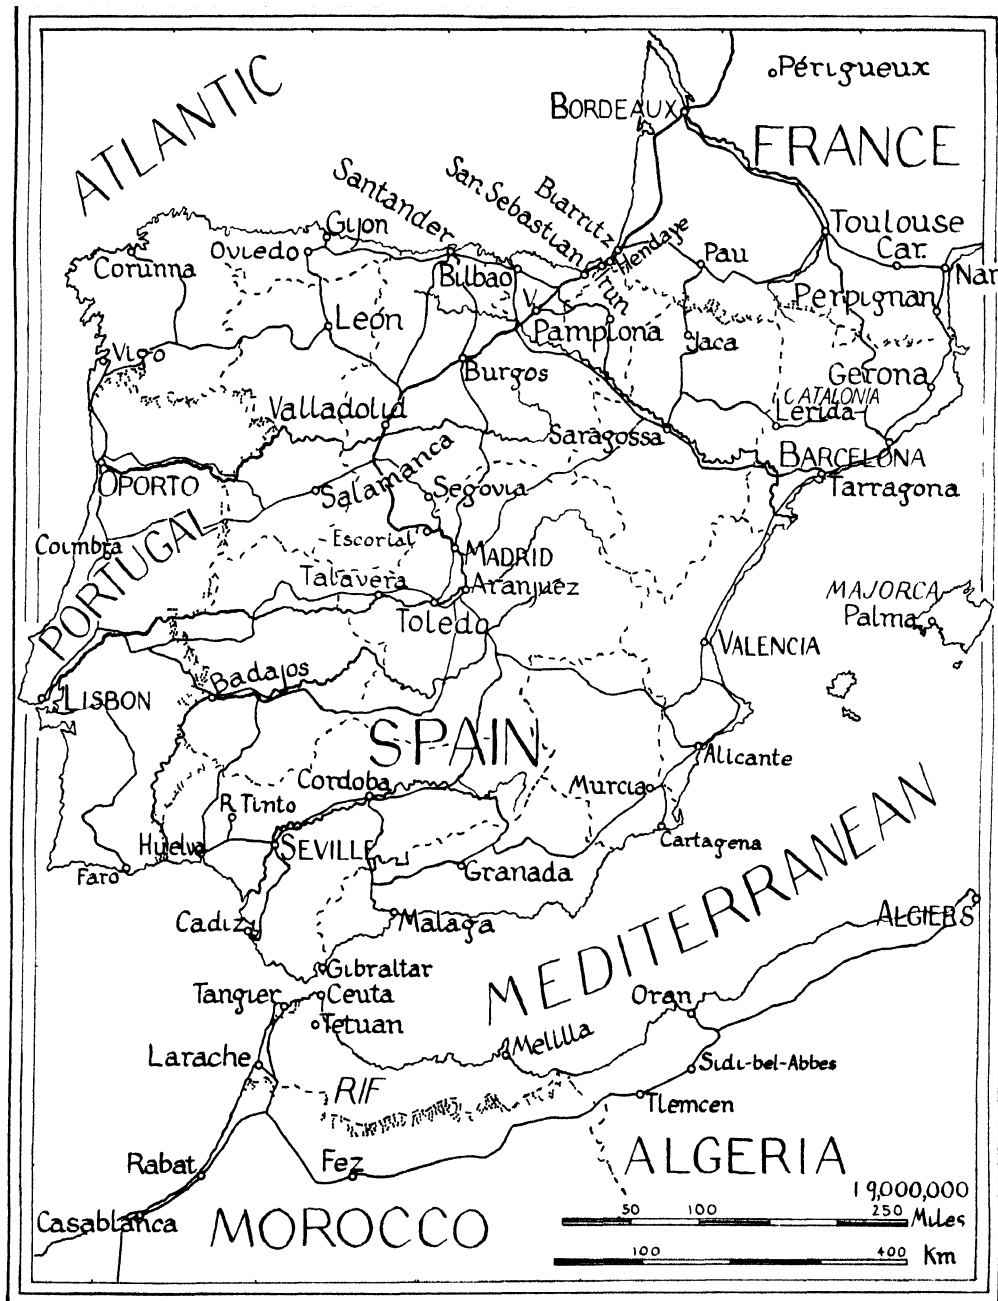 ATLANTIC
Périgueux
BORDEAUX
FRANCE
Santander
San Sebastian
Biarritz
Hendaye
Irun
Toulouse
Car.
Nar
Gijon
Oviedo
Corunna
Bilbao
Pau
Perpignan
V.
León
Pamplona
Jaca
Vigo
Burgos
Gerona
CATALONIA
Valladolid
Lerida
Saragossa
BARCELONA
Salamanca
OPORTO
Segovia
Tarragona
PORTUGAL
Escorial
Coimbra
MADRID
Talavera
Aranjuez
MAJORCA
Palma
Toledo
VALENCIA
Badajos
LISBON
SPAIN
Alicante
Cordoba
Murcia
R Tinto
Huelva
SEVILLE
Cartagena
Faro
Granada
MEDITERRANEAN
Cadiz
Malaga
ALGIERS
Gibraltar
Tangier
Ceuta
Oran
Tetuan
Melilla
Larache
Sidi-bel-Abbes
RIF
Tlemcen
Rabat
Fez
ALGERIA
1 9,000,000
Casablanca
MOROCCO
50 100 250 Miles
100 400 Km